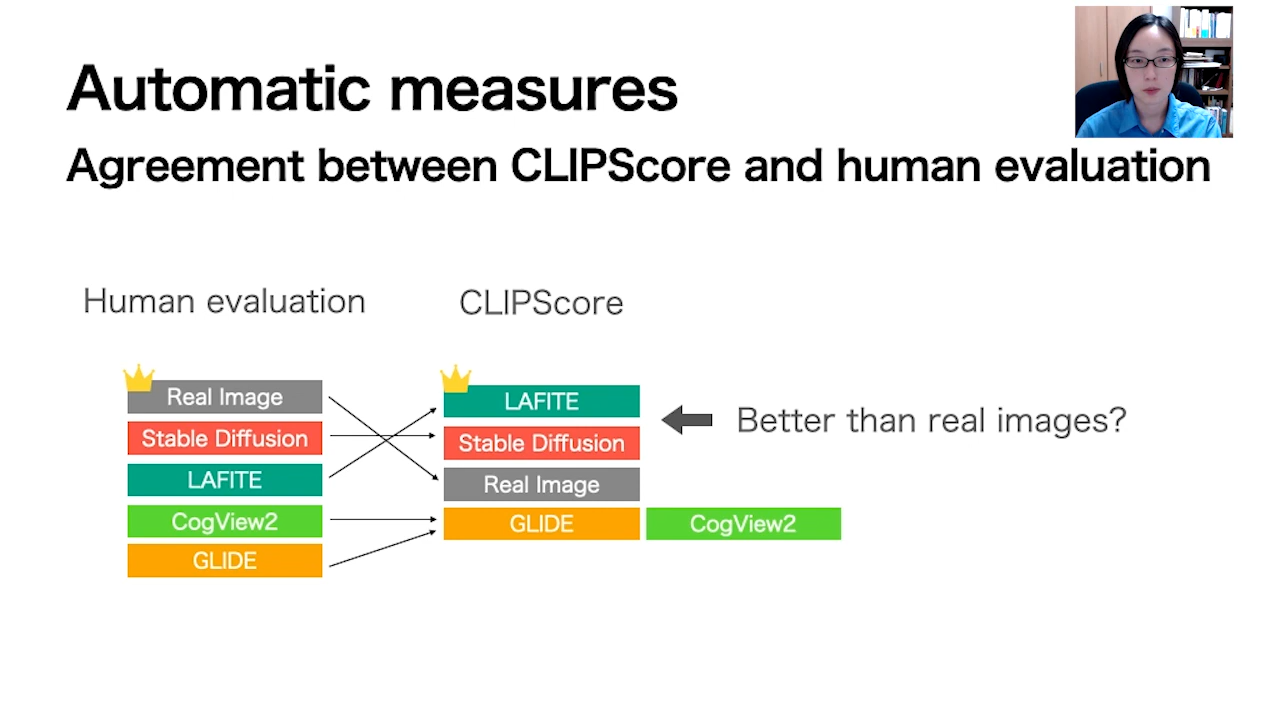 Automatic measures
Agreement between CLIPScore and human evaluation
Human evaluation
Real Image
Stable Diffusion
LAFITE
CogView2
GLIDE
CLIPScore
LAFITE
Stable Diffusion
Real Image
GLIDE
CogView2
Better than real images?